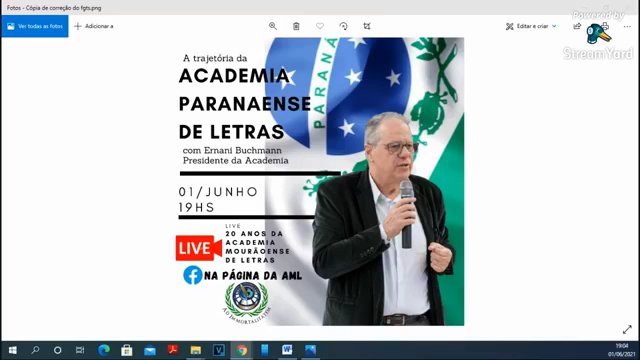 Fotos - Cópia de correção do fgts.png
Ver todas as fotos
Adicionar a
Editar e criar
Powered by
StreamYard
A trajetória da
ACADEMIA
PARANAENSE
DE LETRAS
com Ernani Buchmann
Presidente da Academia
01/JUNHO
19HS
LIVE
LIVE
20 ANOS DA
ACADEMIA
MOURÃOENSE
DE LETRAS
NA PÁGINA DA AML
AD IMMORTALITATEM
PARANÁ
19:04
01/06/2021